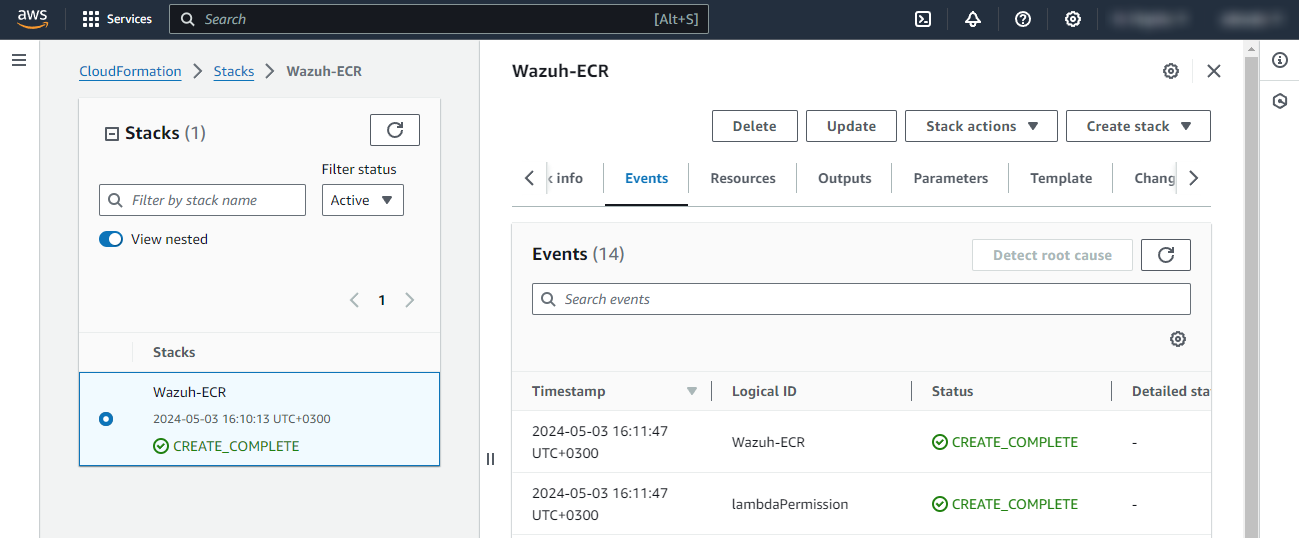 aws
Services
Search
[Alt+S]
CloudFormation
Stacks
Wazuh-ECR
Stacks (1)
Filter status
Filter by stack name
Active
View nested
1
Stacks
Wazuh-ECR
2024-05-03 16:10:13 UTC+0300
CREATE_COMPLETE
Wazuh-ECR
Delete
Update
Stack actions
Create stack
info
Events
Resources
Outputs
Parameters
Template
Chang
Events (14)
Detect root cause
Search events
Timestamp
Logical ID
Status
Detailed sta
2024-05-03 16:11:47
UTC+0300
Wazuh-ECR
CREATE_COMPLETE
-
2024-05-03 16:11:47
UTC+0300
lambdaPermission
CREATE_COMPLETE
-